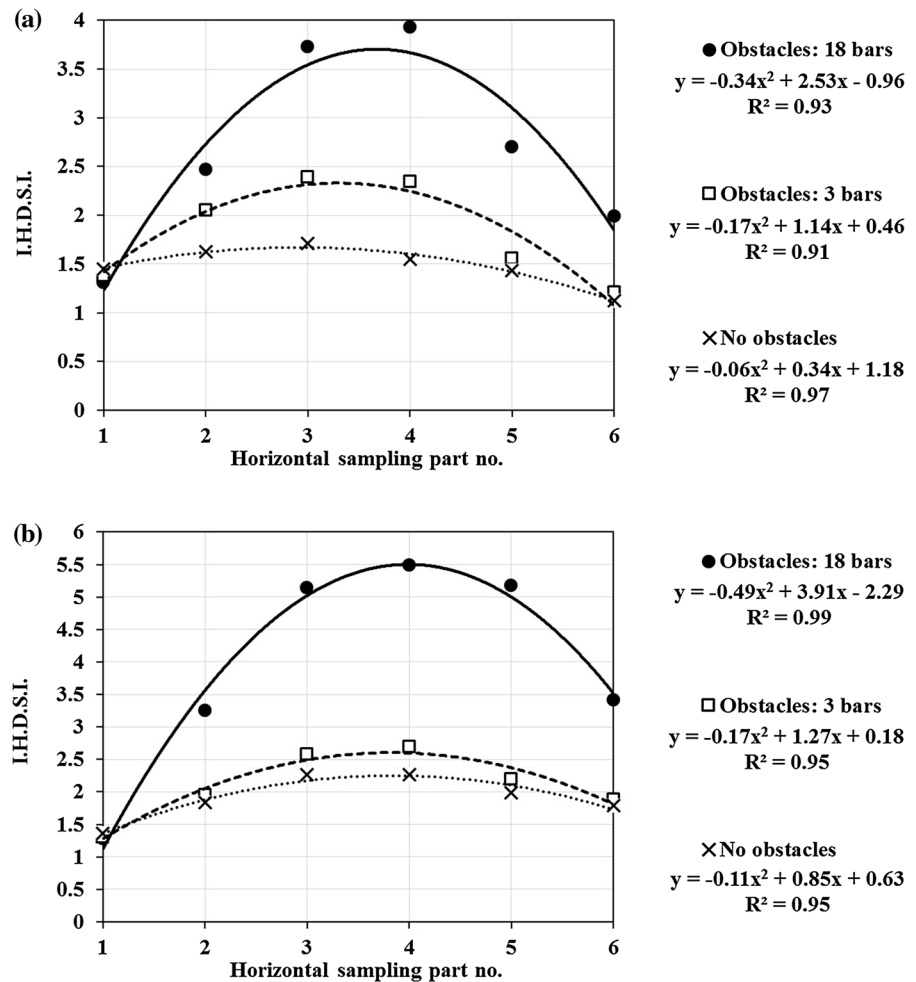 (a)
I.H.D.S.I.
4
3.5
3
2.5
2
1.5
1
0.5
0
1 2 3 4 5 6
Horizontal sampling part no.
Obstacles: 18 bars
y = -0.34x² + 2.53x - 0.96
R² = 0.93
Obstacles: 3 bars
y = -0.17x² + 1.14x + 0.46
R² = 0.91
No obstacles
y = -0.06x² + 0.34x + 1.18
R² = 0.97
(b)
I.H.D.S.I.
6
5.5
5
4.5
4
3.5
3
2.5
2
1.5
1
0.5
0
1 2 3 4 5 6
Horizontal sampling part no.
Obstacles: 18 bars
y = -0.49x² + 3.91x - 2.29
R² = 0.99
Obstacles: 3 bars
y = -0.17x² + 1.27x + 0.18
R² = 0.95
No obstacles
y = -0.11x² + 0.85x + 0.63
R² = 0.95